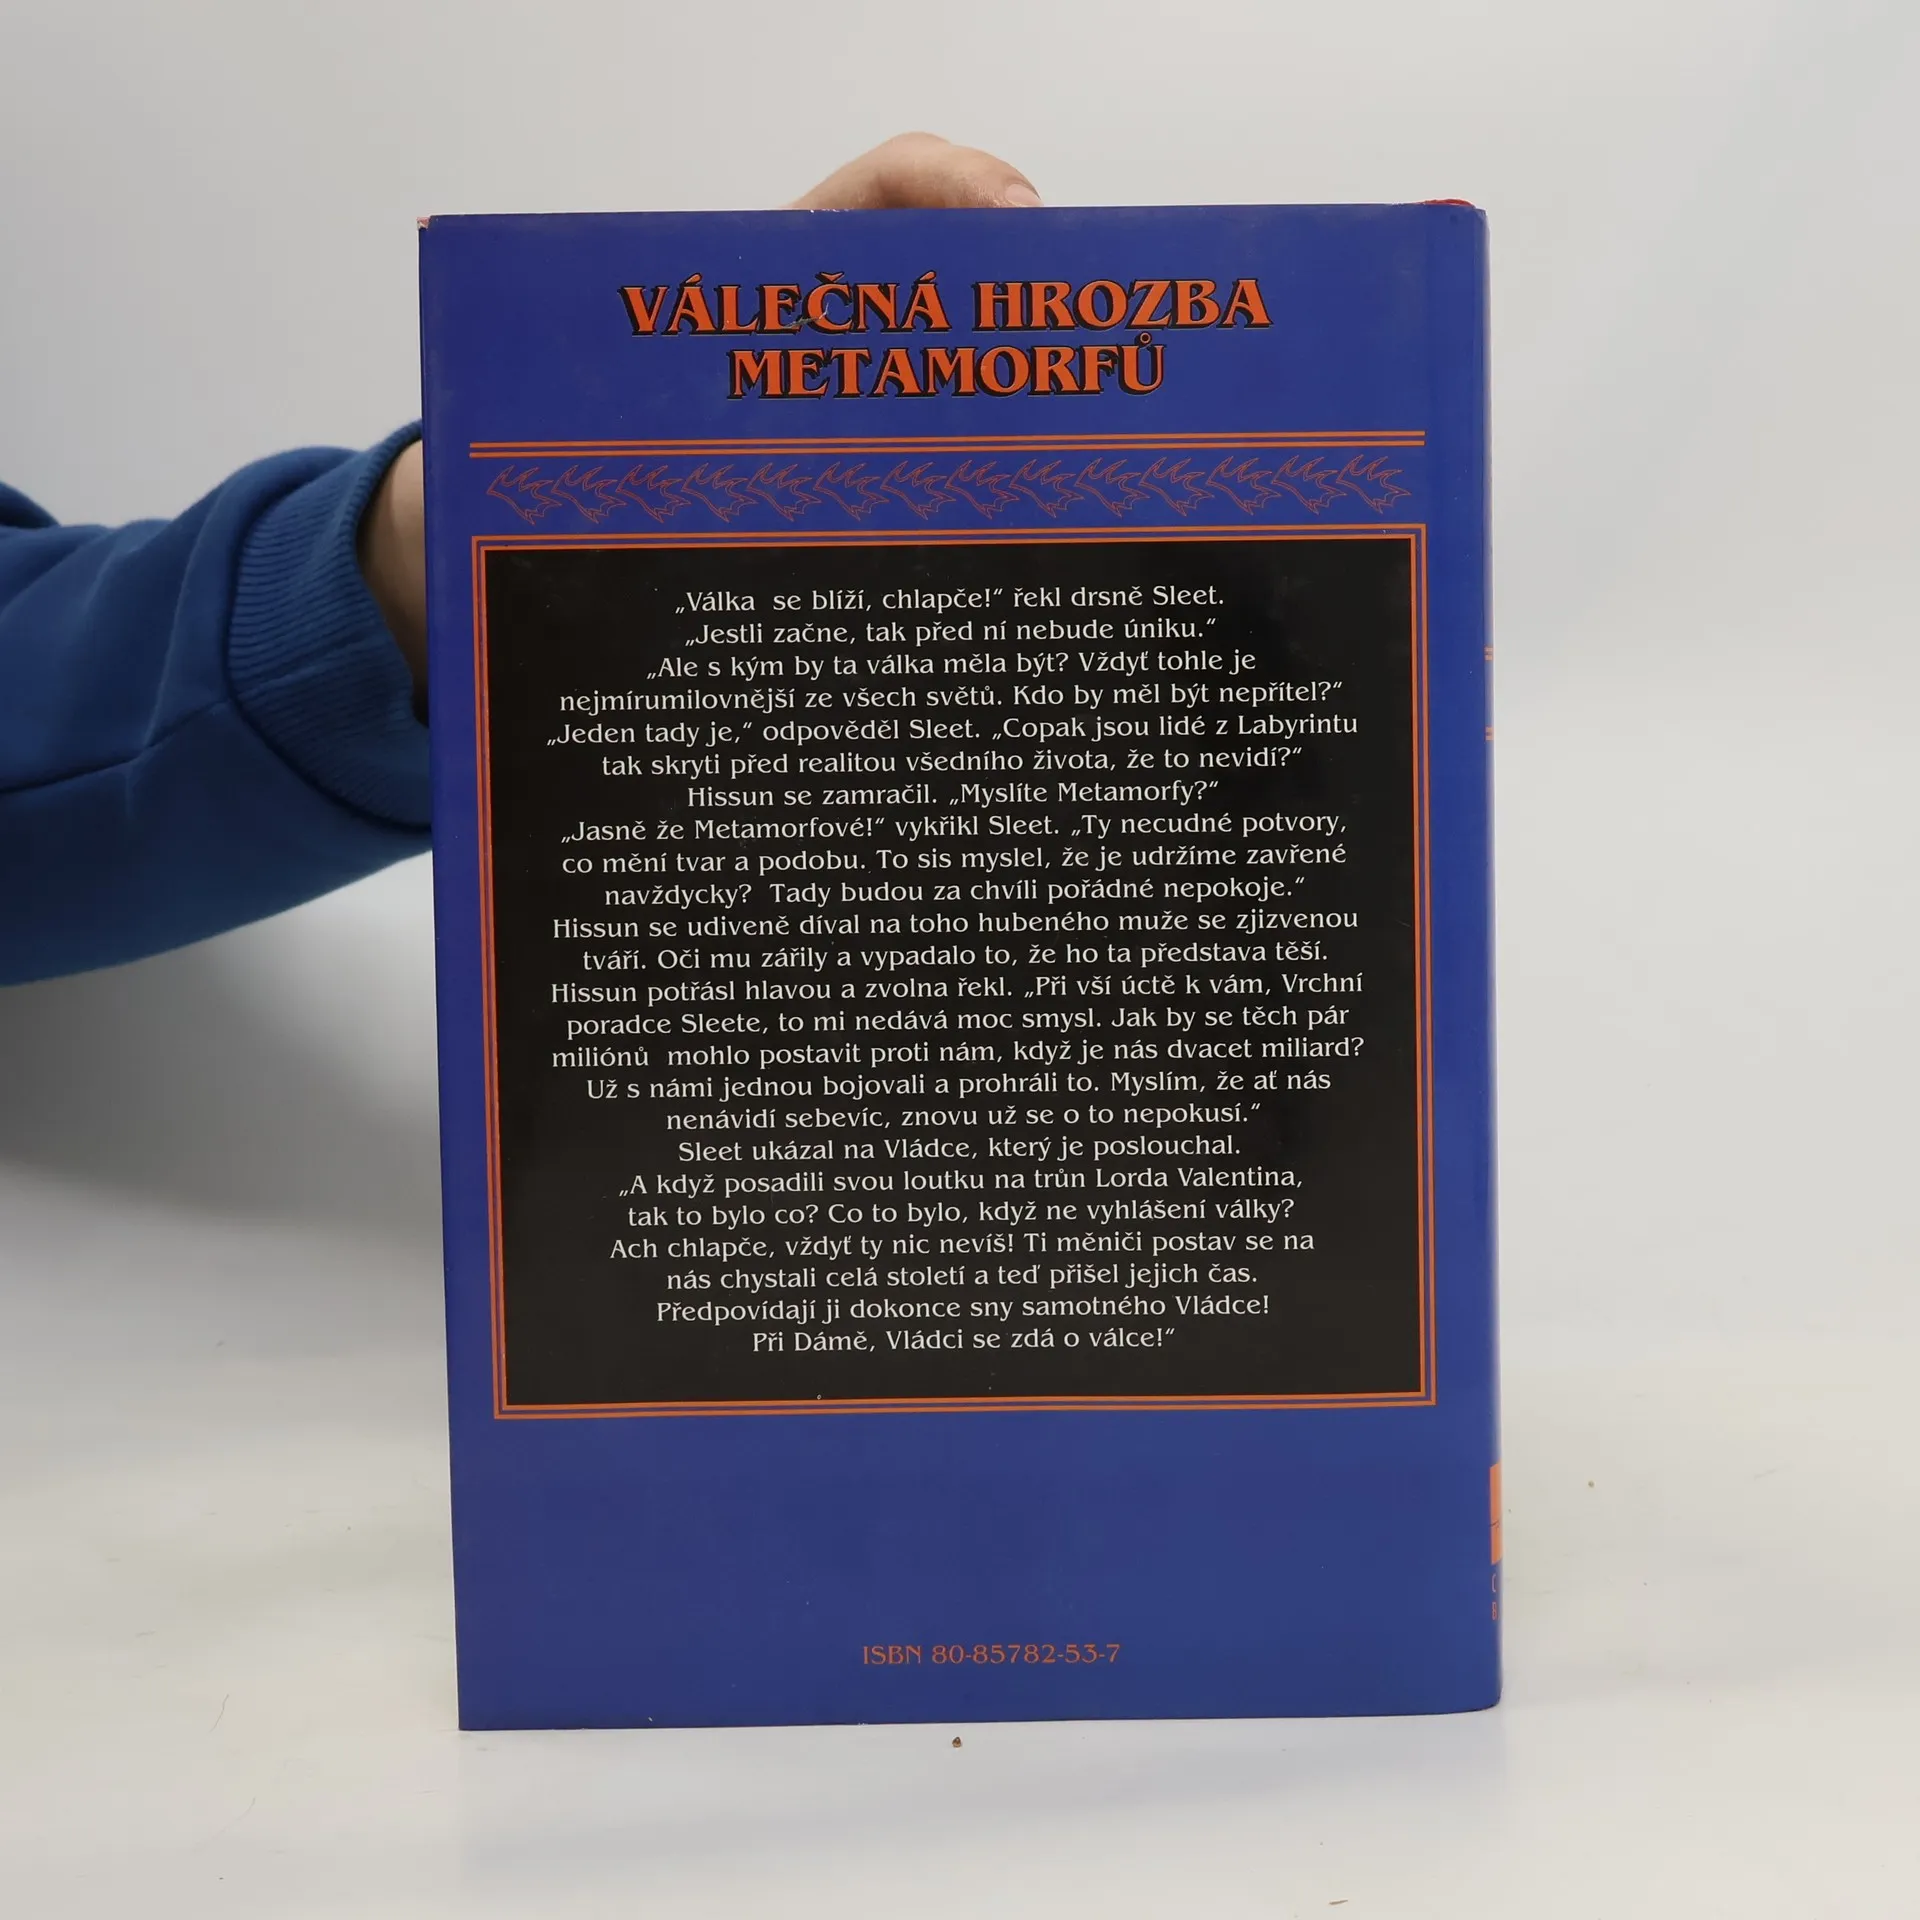 VÁLEČNÁ HROZBA
METAMORFŮ
„Válka se blíží, chlapče!“ řekl drsně Sleet.
„Jestli začne, tak před ní nebude úniku.“
„Ale s kým by ta válka měla být? Vždyť tohle je
nejmírumilovnější ze všech světů. Kdo by měl být nepřítel?“
„Jeden tady je,“ odpověděl Sleet. „Copak jsou lidé z Labyrintu
tak skryti před realitou všedního života, že to nevidí?“
Hissun se zamračil. „Myslíte Metamorfy?“
„Jasně že Metamorfové!“ vykřikl Sleet. „Ty necudné potvory,
co mění tvar a podobu. To sis myslel, že je udržíme zavřené
navždycky? Tady budou za chvíli pořádné nepokoje.“
Hissun se udiveně díval na toho hubeného muže se zjizvenou
tváří. Oči mu zářily a vypadalo to, že ho ta představa těší.
Hissun potřásl hlavou a zvolna řekl. „Při vší úctě k vám, Vrchní
poradce Sleete, to mi nedává moc smysl. Jak by se těch pár
miliónů mohlo postavit proti nám, když je nás dvacet miliard?
Už s námi jednou bojovali a prohráli to. Myslím, že ať nás
nenávidí sebevíc, znovu už se o to nepokusí.“
Sleet ukázal na Vládce, který je poslouchal.
„A když posadili svou loutku na trůn Lorda Valentina,
tak to bylo co? Co to bylo, když ne vyhlášení války?
Ach chlapče, vždyť ty nic nevíš! Ti měniči postav se na
nás chystali celá století a teď přišel jejich čas.
Předpovídají ji dokonce sny samotného Vládce!
Při Dámě, Vládci se zdá o válce!“
ISBN 80-85782-53-7